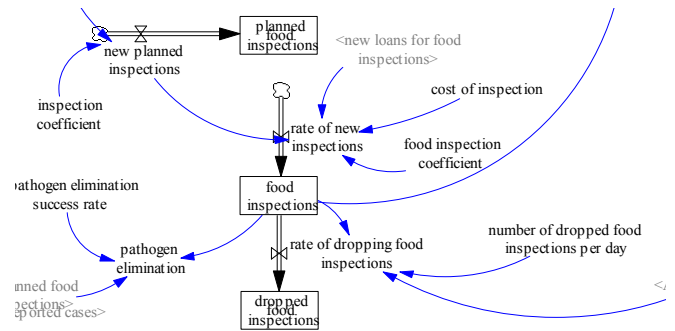 planned
food
inspections
new planned
inspections
<new loans for food
inspections>
inspection
coefficient
cost of inspection
rate of new
inspections
food inspection
coefficient
food
inspections
pathogen elimination
success rate
number of dropped food
inspections per day
rate of dropping food
inspections
pathogen
elimination
food
cases>
dropped
food
inspections